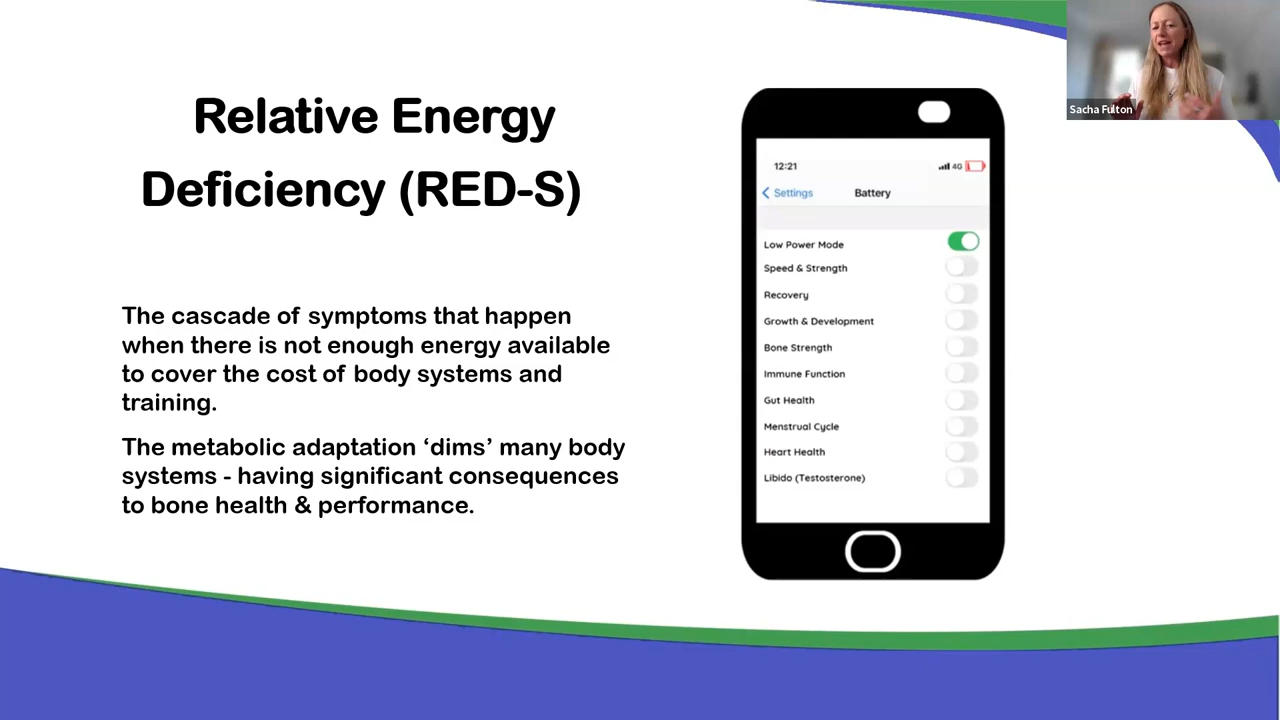 Relative Energy
Deficiency (RED-S)
The cascade of symptoms that happen
when there is not enough energy available
to cover the cost of body systems and
training.
The metabolic adaptation ‘dims’ many body
systems - having significant consequences
to bone health & performance.
12:21
4G
Settings
Battery
Low Power Mode
Speed & Strength
Recovery
Growth & Development
Bone Strength
Immune Function
Gut Health
Menstrual Cycle
Heart Health
Libido (Testosterone)
Sacha Fulton